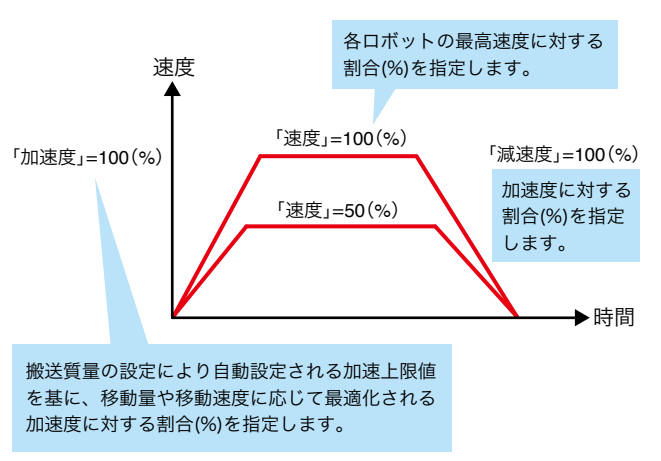 各ロボットの最高速度に対する
割合(%)を指定します。
速度
「速度」=100(%)
「加速度」=100(%)
「減速度」=100(%)
加速度に対する
割合(%)を指定
します。
「速度」=50(%)
時間
搬送質量の設定により自動設定される加速上限値
を基に、移動量や移動速度に応じて最適化される
加速度に対する割合(%)を指定します。